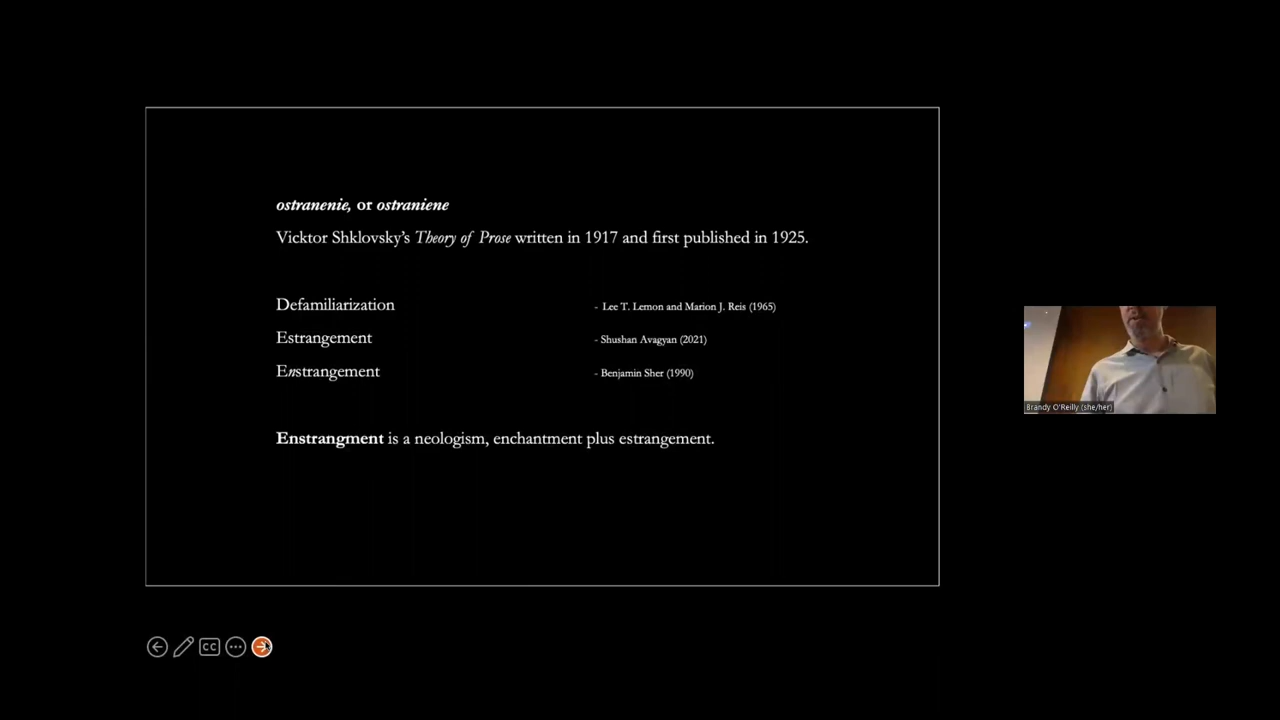 ostranenie, or ostraniene
Vicktor Shklovsky’s Theory of Prose written in 1917 and first published in 1925.
Defamiliarization - Lee T. Lemon and Marion J. Reis (1965)
Estrangement - Shushan Avagyan (2021)
Enstrangement - Benjamin Sher (1990)
Enstrangment is a neologism, enchantment plus estrangement.
Brandy O'Reilly (she/her)
CC